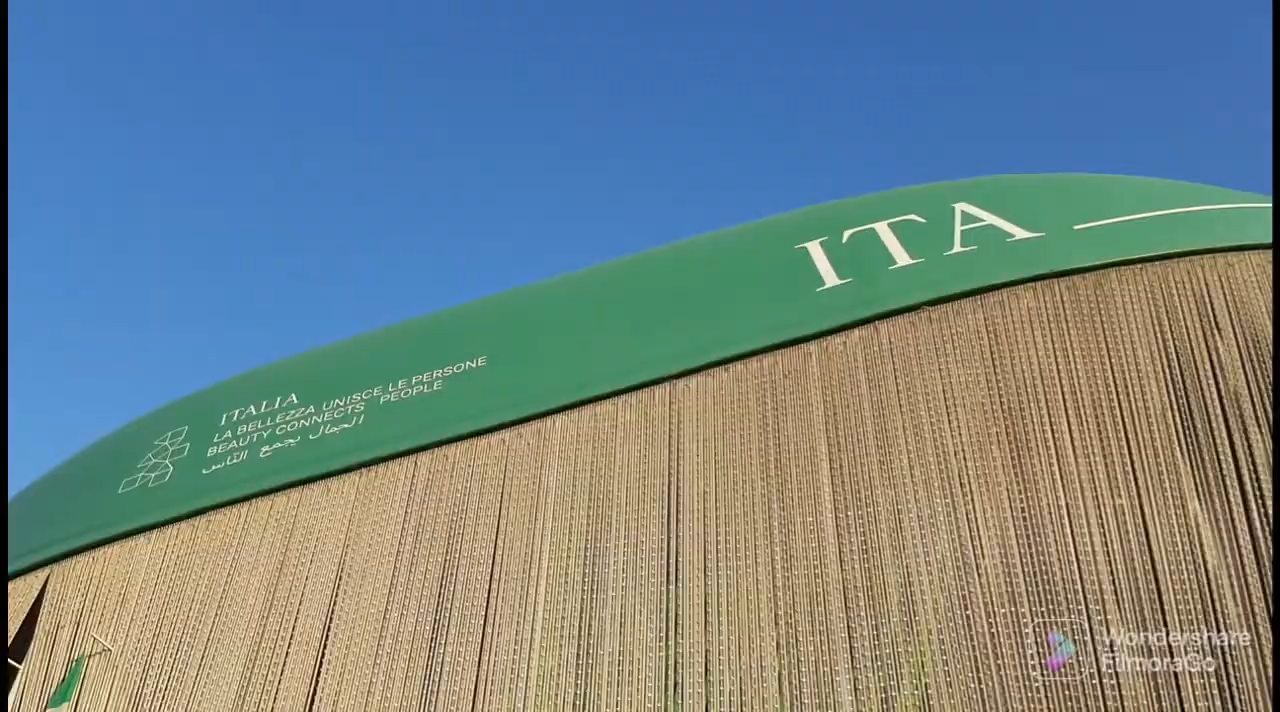 ITA
ITALIA
LA BELLEZZA UNISCE LE PERSONE
BEAUTY CONNECTS PEOPLE
الجمال يجمع الناس
Wondershare
FilmoraGo